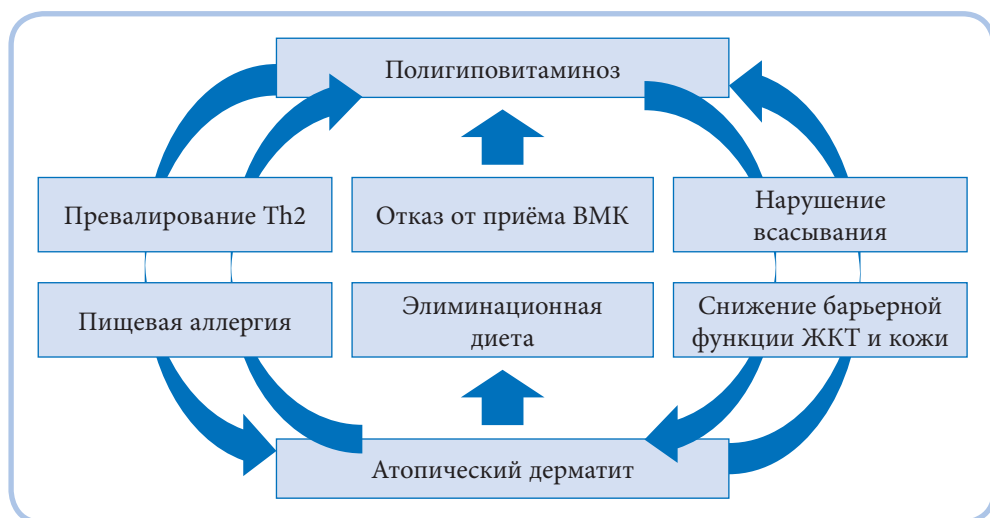 Полигиповитаминоз
Превалирование Th2
Отказ от приёма ВМК
Нарушение
всасывания
Пищевая аллергия
Элиминационная
диета
Снижение барьерной
функции ЖКТ и кожи
Атопический дерматит